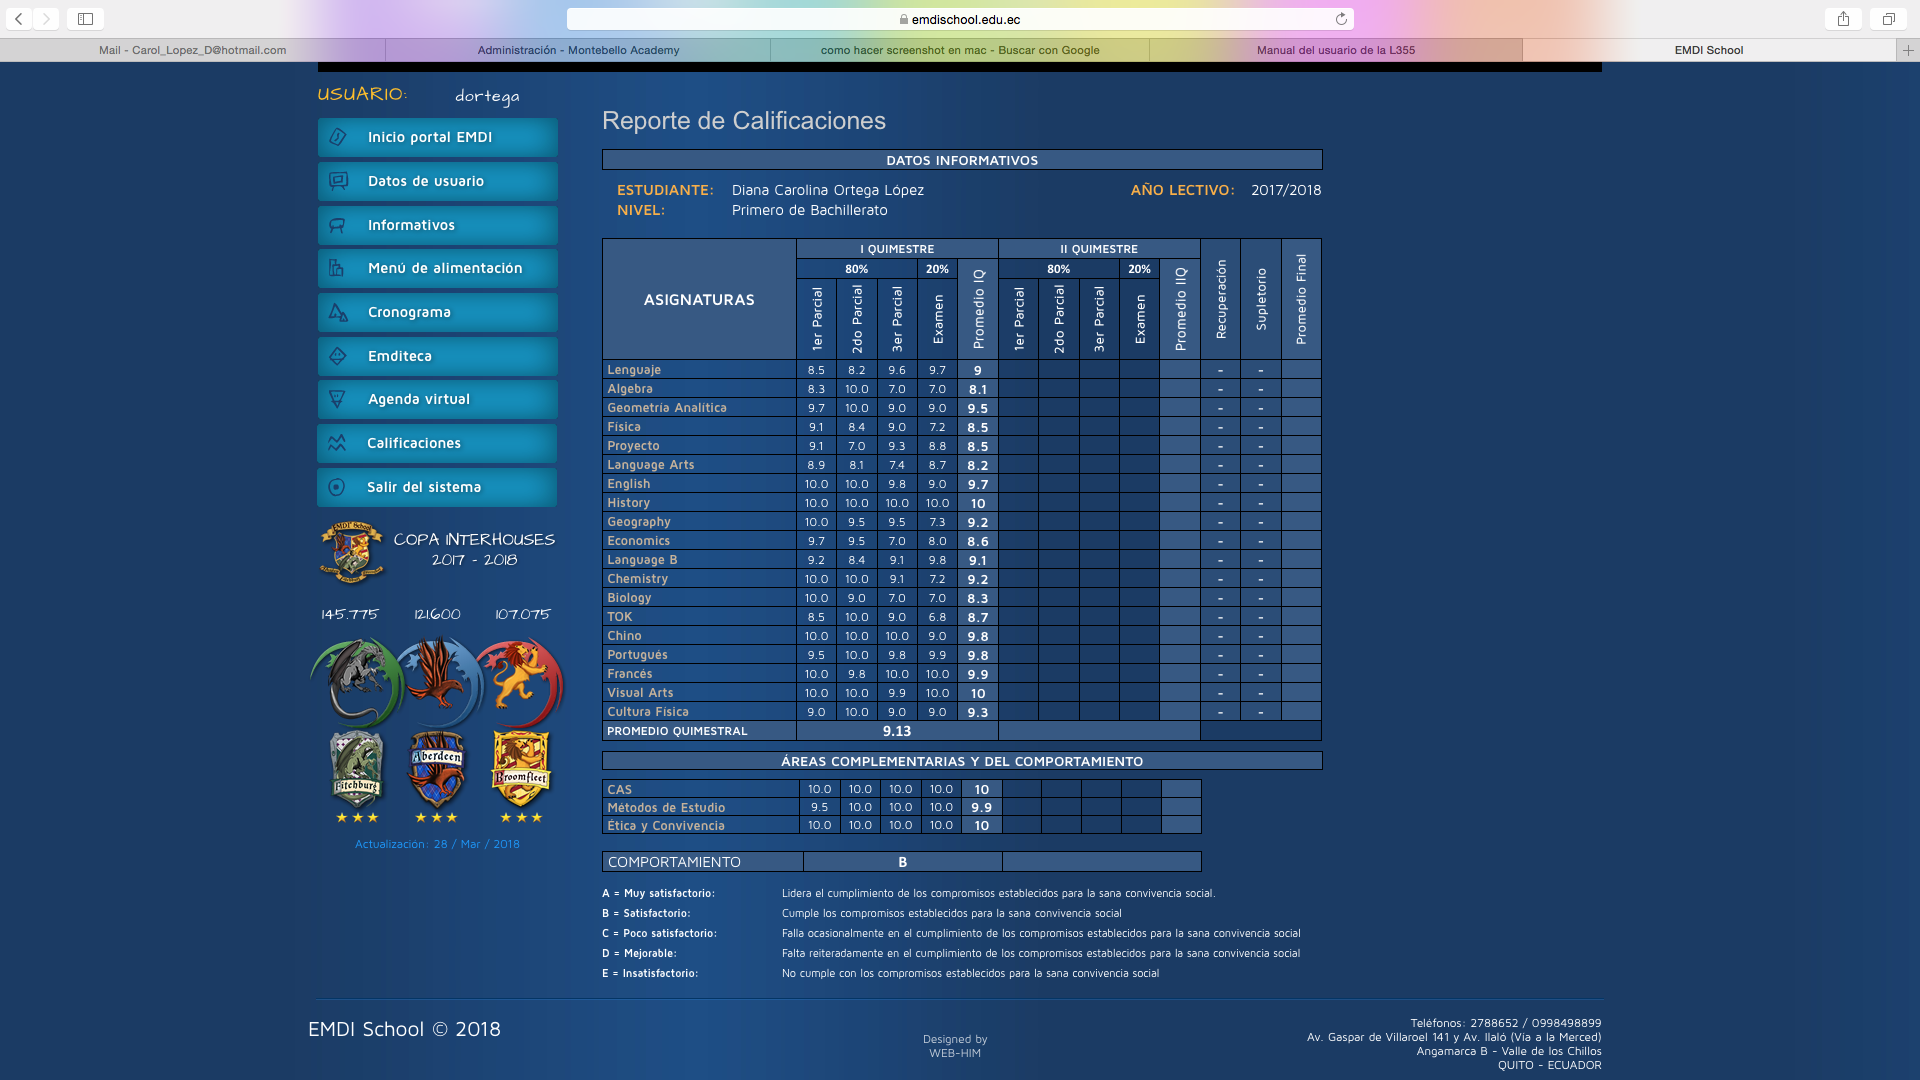 emdischool.edu.ec
Mail - Carol_Lopez_D@hotmail.com
Administración - Montebello Academy
como hacer screenshot en mac - Buscar con Google
Manual del usuario de la L355
EMDI School
USUARIO: dortega
Inicio portal EMDI
Datos de usuario
Informativos
Menú de alimentación
Cronograma
Emditeca
Agenda virtual
Calificaciones
Salir del sistema
EMDI School
COPA INTERHOUSES
2017 - 2018
145.775 121.600 107.075
Fitchburg Aberdeen Broomfleet
Actualización: 28 / Mar / 2018
Reporte de Calificaciones
DATOS INFORMATIVOS
ESTUDIANTE: Diana Carolina Ortega López AÑO LECTIVO: 2017/2018
NIVEL: Primero de Bachillerato
ASIGNATURAS I QUIMESTRE II QUIMESTRE Recuperación Supletorio Promedio Final
80% 20% Promedio IQ 80% 20% Promedio IIQ
1er Parcial 2do Parcial 3er Parcial Examen 1er Parcial 2do Parcial 3er Parcial Examen
Lenguaje 8.5 8.2 9.6 9.7 9 - -
Algebra 8.3 10.0 7.0 7.0 8.1 - -
Geometría Analítica 9.7 10.0 9.0 9.0 9.5 - -
Física 9.1 8.4 9.0 7.2 8.5 - -
Proyecto 9.1 7.0 9.3 8.8 8.5 - -
Language Arts 8.9 8.1 7.4 8.7 8.2 - -
English 10.0 10.0 9.8 9.0 9.7 - -
History 10.0 10.0 10.0 10.0 10 - -
Geography 10.0 9.5 9.5 7.3 9.2 - -
Economics 9.7 9.5 7.0 8.0 8.6 - -
Language B 9.2 8.4 9.1 9.8 9.1 - -
Chemistry 10.0 10.0 9.1 7.2 9.2 - -
Biology 10.0 9.0 7.0 7.0 8.3 - -
TOK 8.5 10.0 9.0 6.8 8.7 - -
Chino 10.0 10.0 10.0 9.0 9.8 - -
Portugués 9.5 10.0 9.8 9.9 9.8 - -
Francés 10.0 9.8 10.0 10.0 9.9 - -
Visual Arts 10.0 10.0 9.9 10.0 10 - -
Cultura Física 9.0 10.0 9.0 9.0 9.3 - -
PROMEDIO QUIMESTRAL 9.13
ÁREAS COMPLEMENTARIAS Y DEL COMPORTAMIENTO
CAS 10.0 10.0 10.0 10.0 10
Métodos de Estudio 9.5 10.0 10.0 10.0 9.9
Ética y Convivencia 10.0 10.0 10.0 10.0 10
COMPORTAMIENTO B
A = Muy satisfactorio: Lidera el cumplimiento de los compromisos establecidos para la sana convivencia social.
B = Satisfactorio: Cumple los compromisos establecidos para la sana convivencia social
C = Poco satisfactorio: Falla ocasionalmente en el cumplimiento de los compromisos establecidos para la sana convivencia social
D = Mejorable: Falta reiteradamente en el cumplimiento de los compromisos establecidos para la sana convivencia social
E = Insatisfactorio: No cumple con los compromisos establecidos para la sana convivencia social
EMDI School © 2018
Designed by
WEB-HIM
Teléfonos: 2788652 / 0998498899
Av. Gaspar de Villaroel 141 y Av. Ilaló (Vía a la Merced)
Angamarca B - Valle de los Chillos
QUITO - ECUADOR